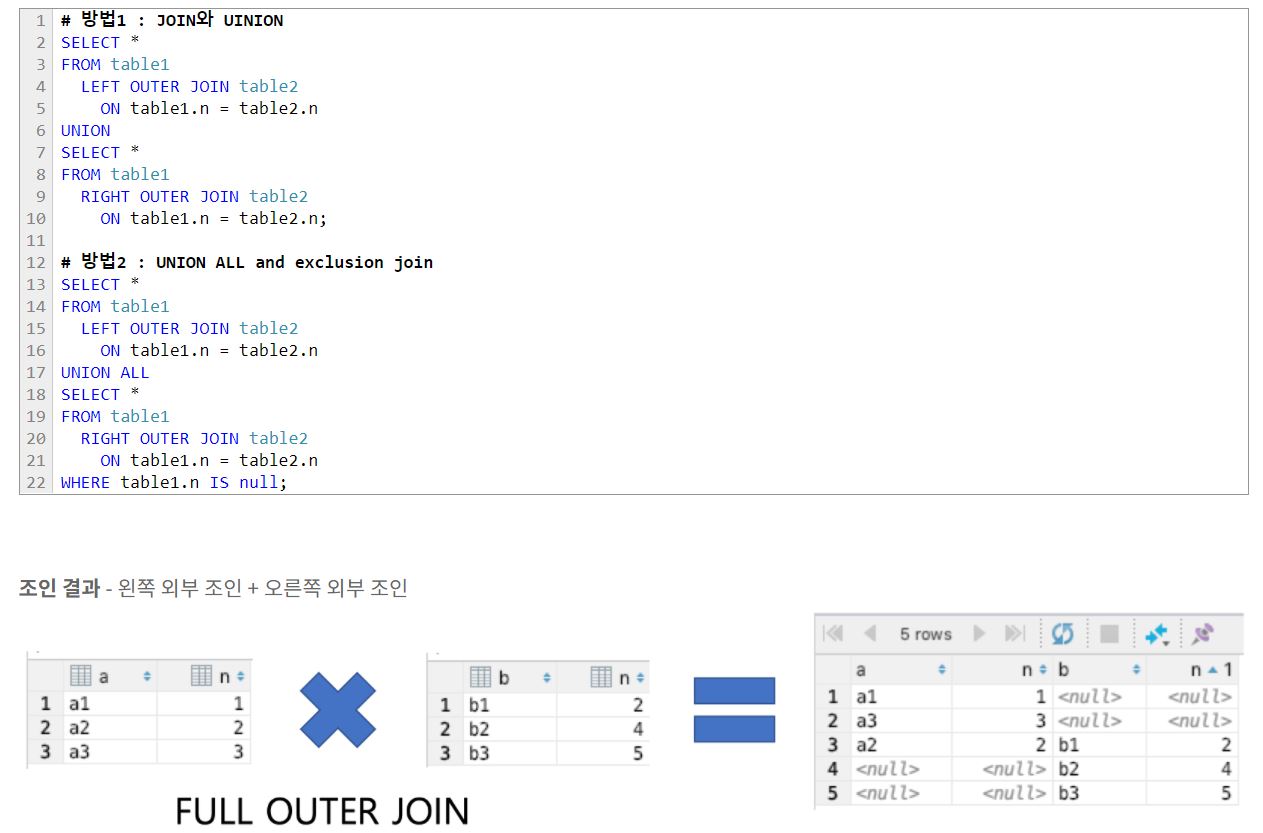 1 # 방법1 : JOIN와 UINION
2 SELECT *
3 FROM table1
4 LEFT OUTER JOIN table2
5 ON table1.n = table2.n
6 UNION
7 SELECT *
8 FROM table1
9 RIGHT OUTER JOIN table2
10 ON table1.n = table2.n;
11
12 # 방법2 : UNION ALL and exclusion join
13 SELECT *
14 FROM table1
15 LEFT OUTER JOIN table2
16 ON table1.n = table2.n
17 UNION ALL
18 SELECT *
19 FROM table1
20 RIGHT OUTER JOIN table2
21 ON table1.n = table2.n
22 WHERE table1.n IS null;
조인 결과 - 왼쪽 외부 조인 + 오른쪽 외부 조인
a n
1 a1 1
2 a2 2
3 a3 3
b n
1 b1 2
2 b2 4
3 b3 5
FULL OUTER JOIN
5 rows
a n b n 1
1 a1 1 <null> <null>
2 a3 3 <null> <null>
3 a2 2 b1 2
4 <null> <null> b2 4
5 <null> <null> b3 5